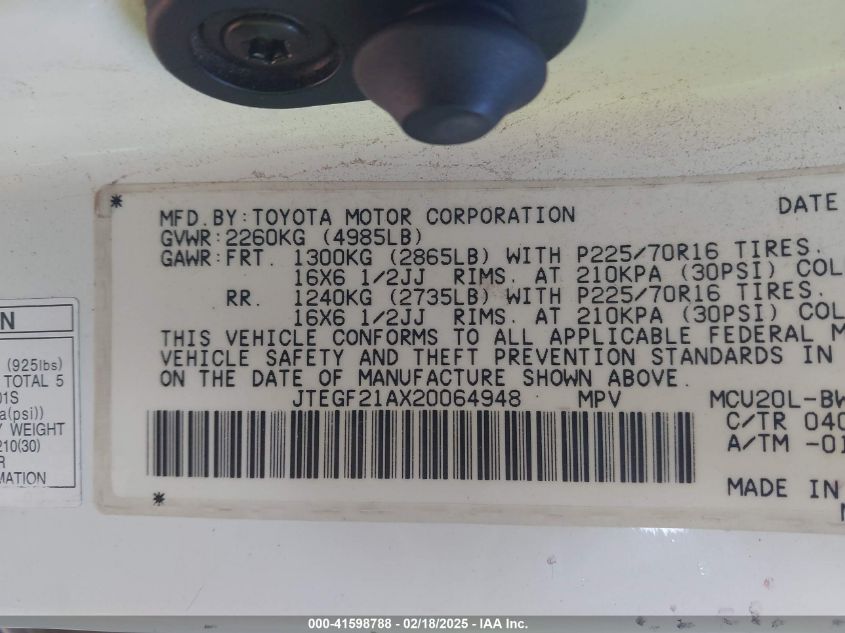 *
MFD.BY:TOYOTA MOTOR CORPORATION DATE
GVWR:2260KG (4985LB)
GAWR:FRT. 1300KG (2865LB) WITH P225/70R16 TIRES.
16X6 1/2JJ RIMS. AT 210KPA (30PSI) COL
RR. 1240KG (2735LB) WITH P225/70R16 TIRES.
16X6 1/2JJ RIMS. AT 210KPA (30PSI) COL
THIS VEHICLE CONFORMS TO ALL APPLICABLE FEDERAL M
VEHICLE SAFETY AND THEFT PREVENTION STANDARDS IN
ON THE DATE OF MANUFACTURE SHOWN ABOVE.
JTEGF21AX20064948 MPV MCU20L-BW
C/TR 040
A/TM -01
MADE IN
*
N
(925lbs)
TOTAL 5
01S
a(psi))
Y WEIGHT
210(30)
R
MATION
000-41598788 - 02/18/2025 - IAA Inc.